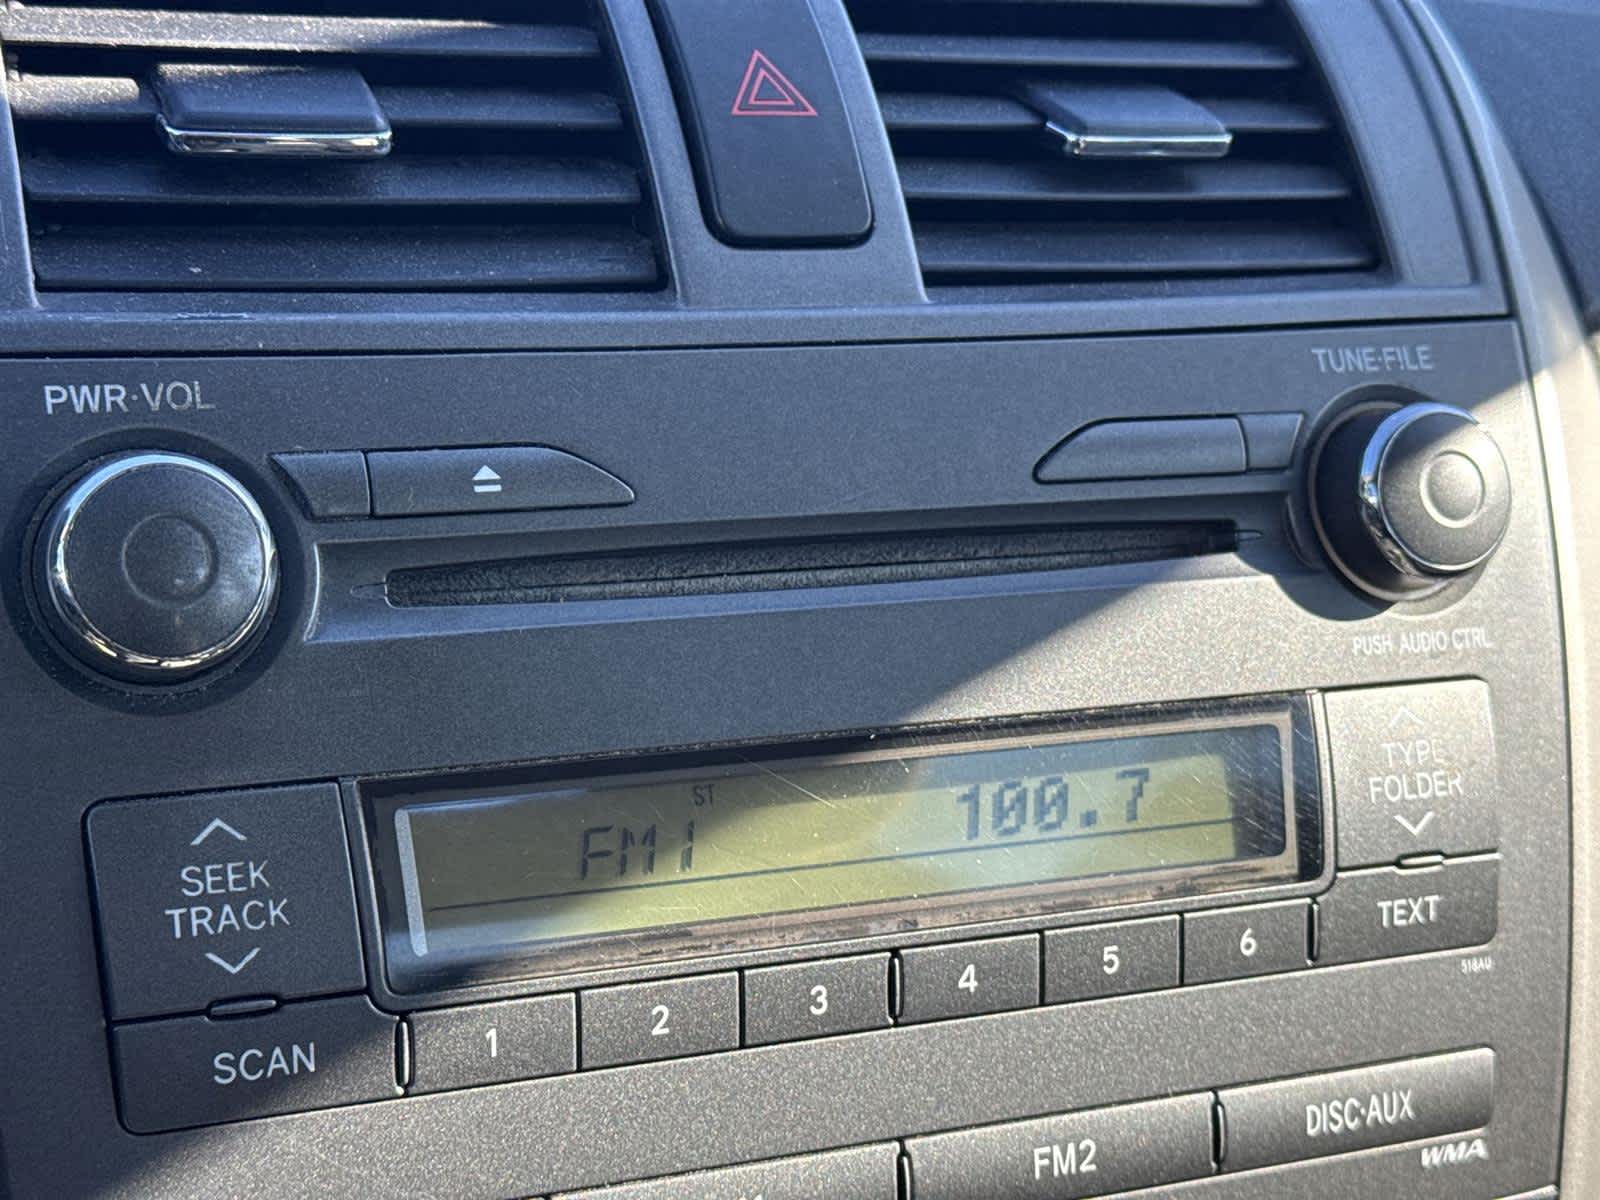 PWR·VOL
TUNE·FILE
PUSH AUDIO CTRL
ST
FM1 100.7
SEEK
TRACK
TYPE
FOLDER
SCAN
1 2 3 4 5 6
TEXT
518AU
FM2
DISC·AUX
WMA